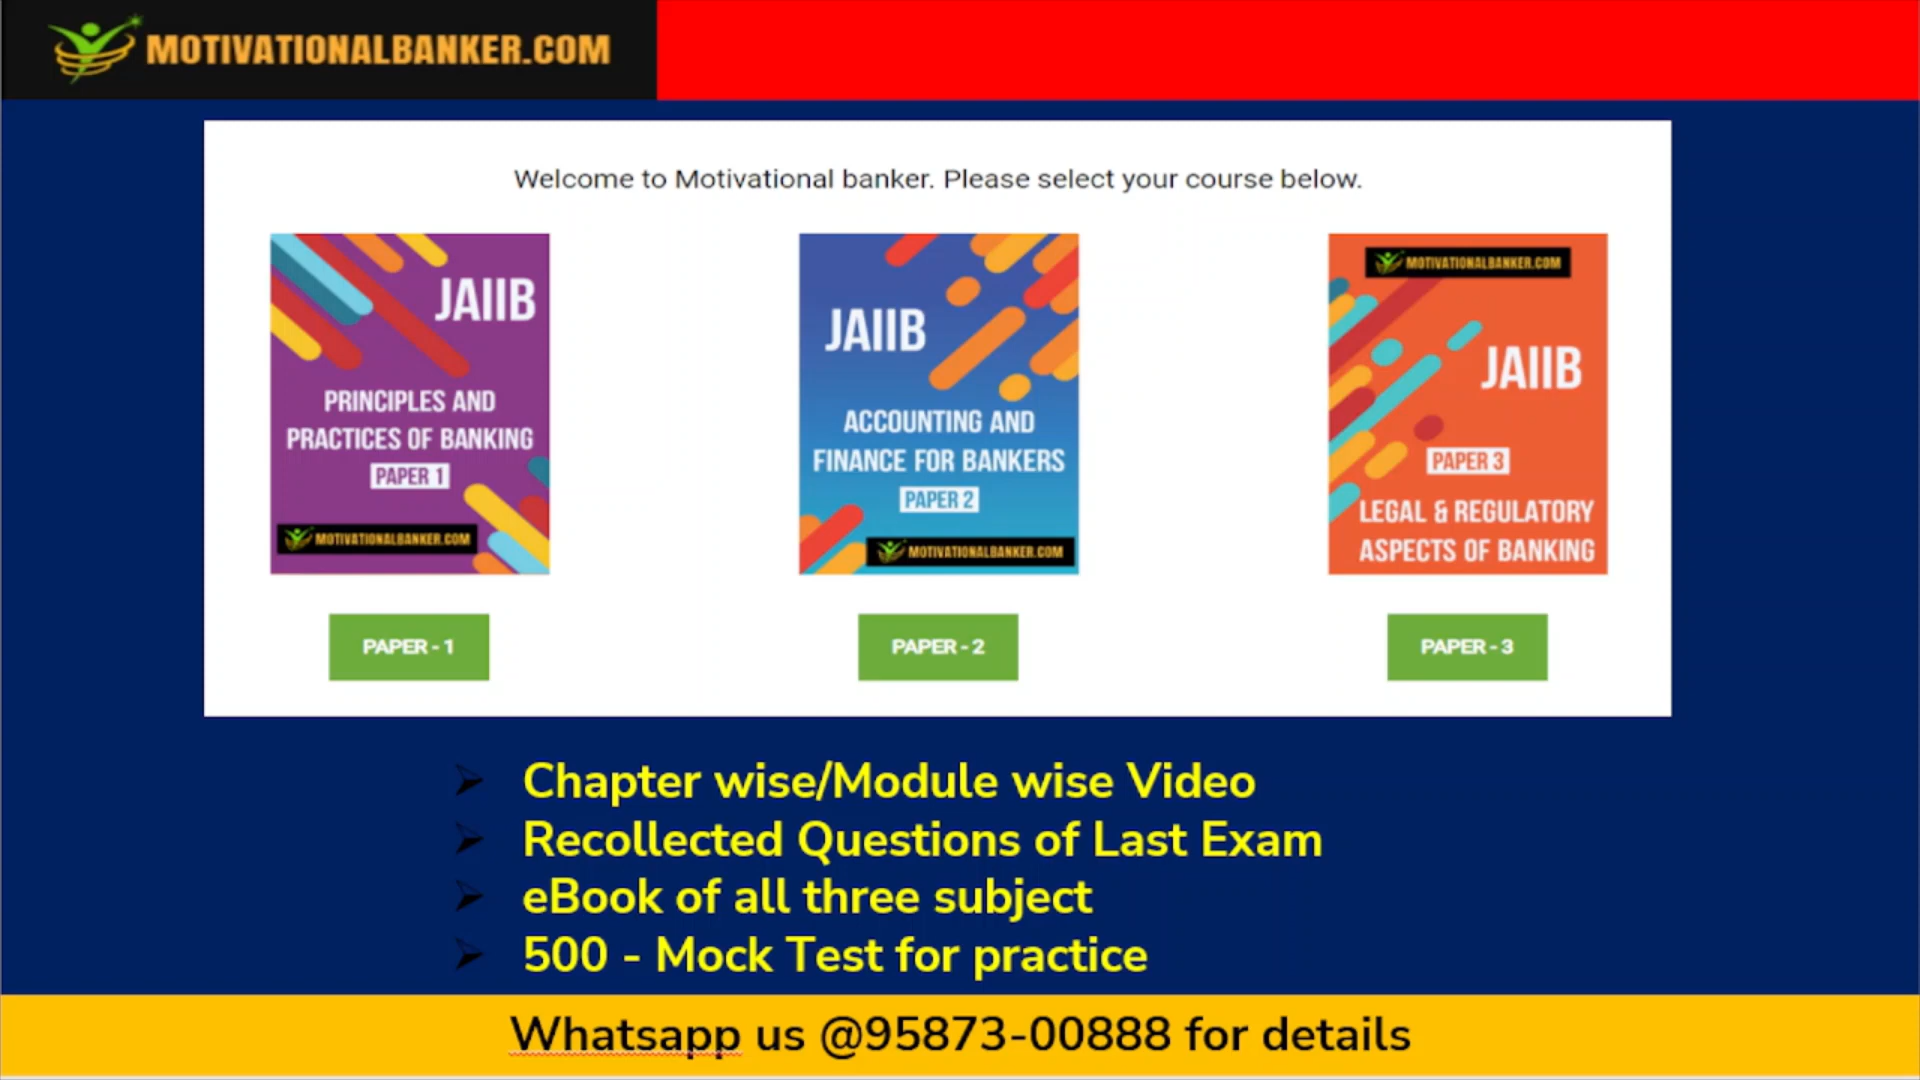 MOTIVATIONALBANKER.COM
Welcome to Motivational banker. Please select your course below.
JAIIB
PRINCIPLES AND
PRACTICES OF BANKING
PAPER 1
MOTIVATIONALBANKER.COM
PAPER - 1
JAIIB
ACCOUNTING AND
FINANCE FOR BANKERS
PAPER 2
MOTIVATIONALBANKER.COM
PAPER - 2
MOTIVATIONALBANKER.COM
JAIIB
PAPER 3
LEGAL & REGULATORY
ASPECTS OF BANKING
PAPER - 3
Chapter wise/Module wise Video
Recollected Questions of Last Exam
eBook of all three subject
500 - Mock Test for practice
Whatsapp us @95873-00888 for details